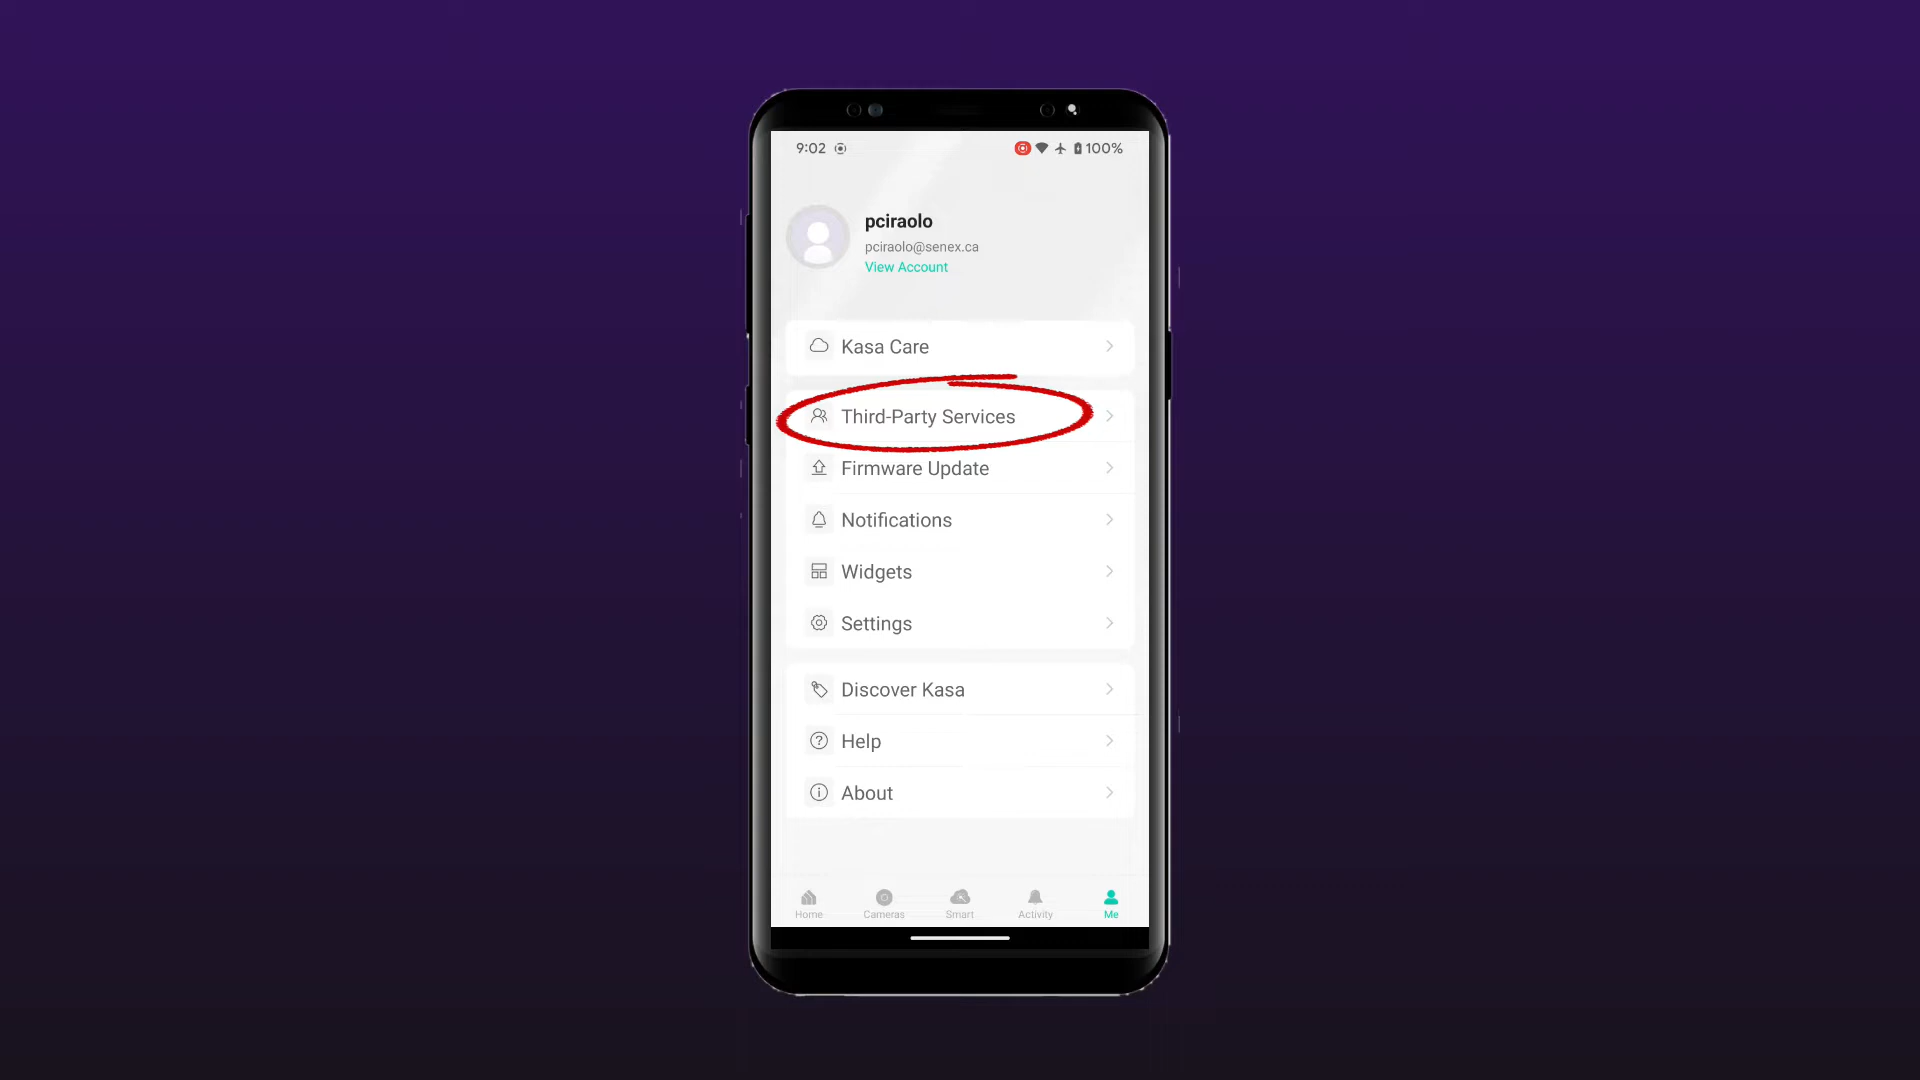 9:02
100%
pciraolo
pciraolo@senex.ca
View Account
Kasa Care
Third-Party Services
Firmware Update
Notifications
Widgets
Settings
Discover Kasa
Help
About
Home Cameras Smart Activity Me